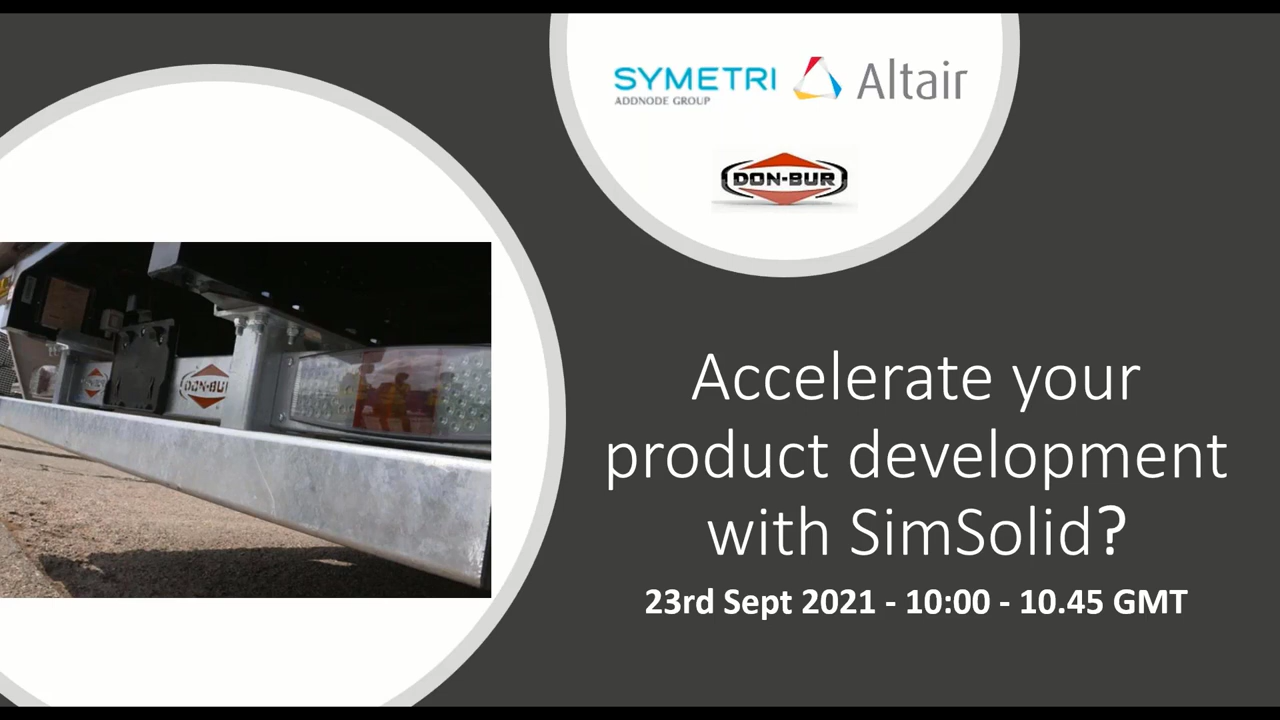 SYMETRI
ADDNODE GROUP
Altair
DON-BUR
DON-BUR
Accelerate your
product development
with SimSolid?
23rd Sept 2021 - 10:00 - 10.45 GMT